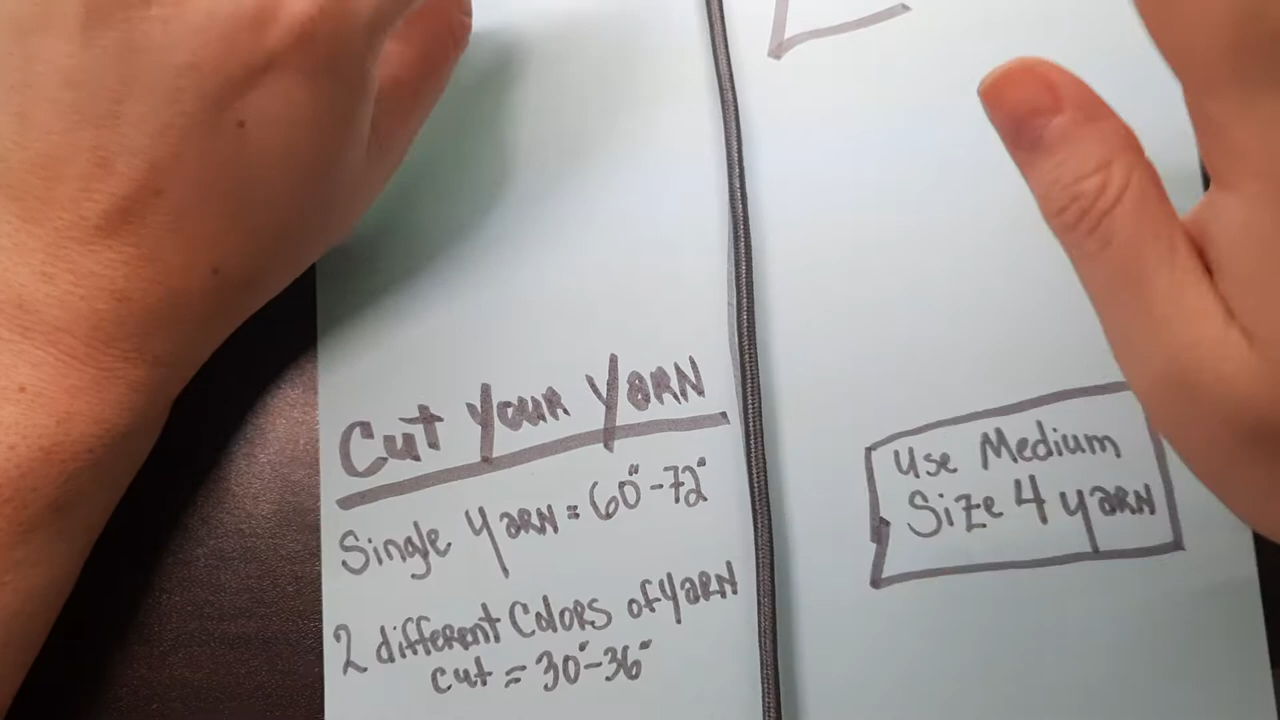 Cut your Yarn
Single Yarn = 60"-72"
2 different Colors of yarn
cut = 30"-36"
Use Medium
Size 4 yarn